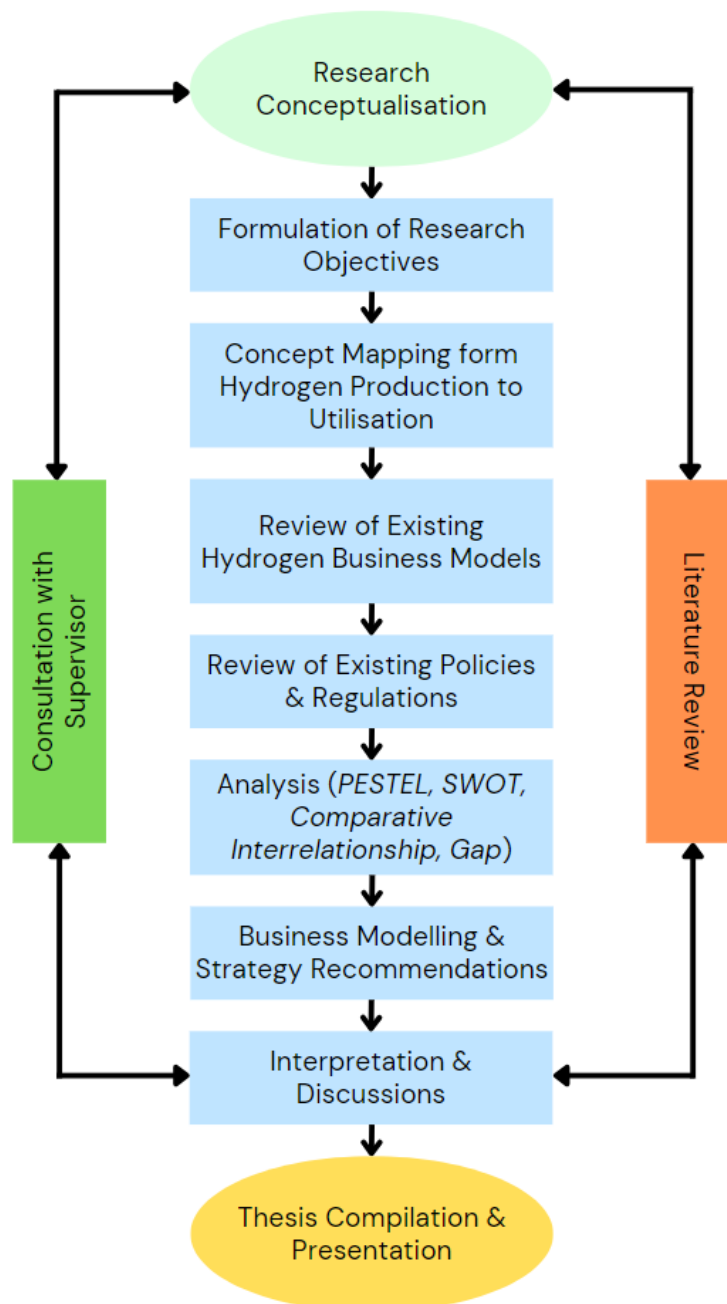 Research
Conceptualisation
Formulation of Research
Objectives
Concept Mapping form
Hydrogen Production to
Utilisation
Review of Existing
Hydrogen Business Models
Review of Existing Policies
& Regulations
Analysis (PESTEL, SWOT,
Comparative
Interrelationship, Gap)
Business Modelling &
Strategy Recommendations
Interpretation &
Discussions
Thesis Compilation &
Presentation
Consultation with
Supervisor
Literature Review